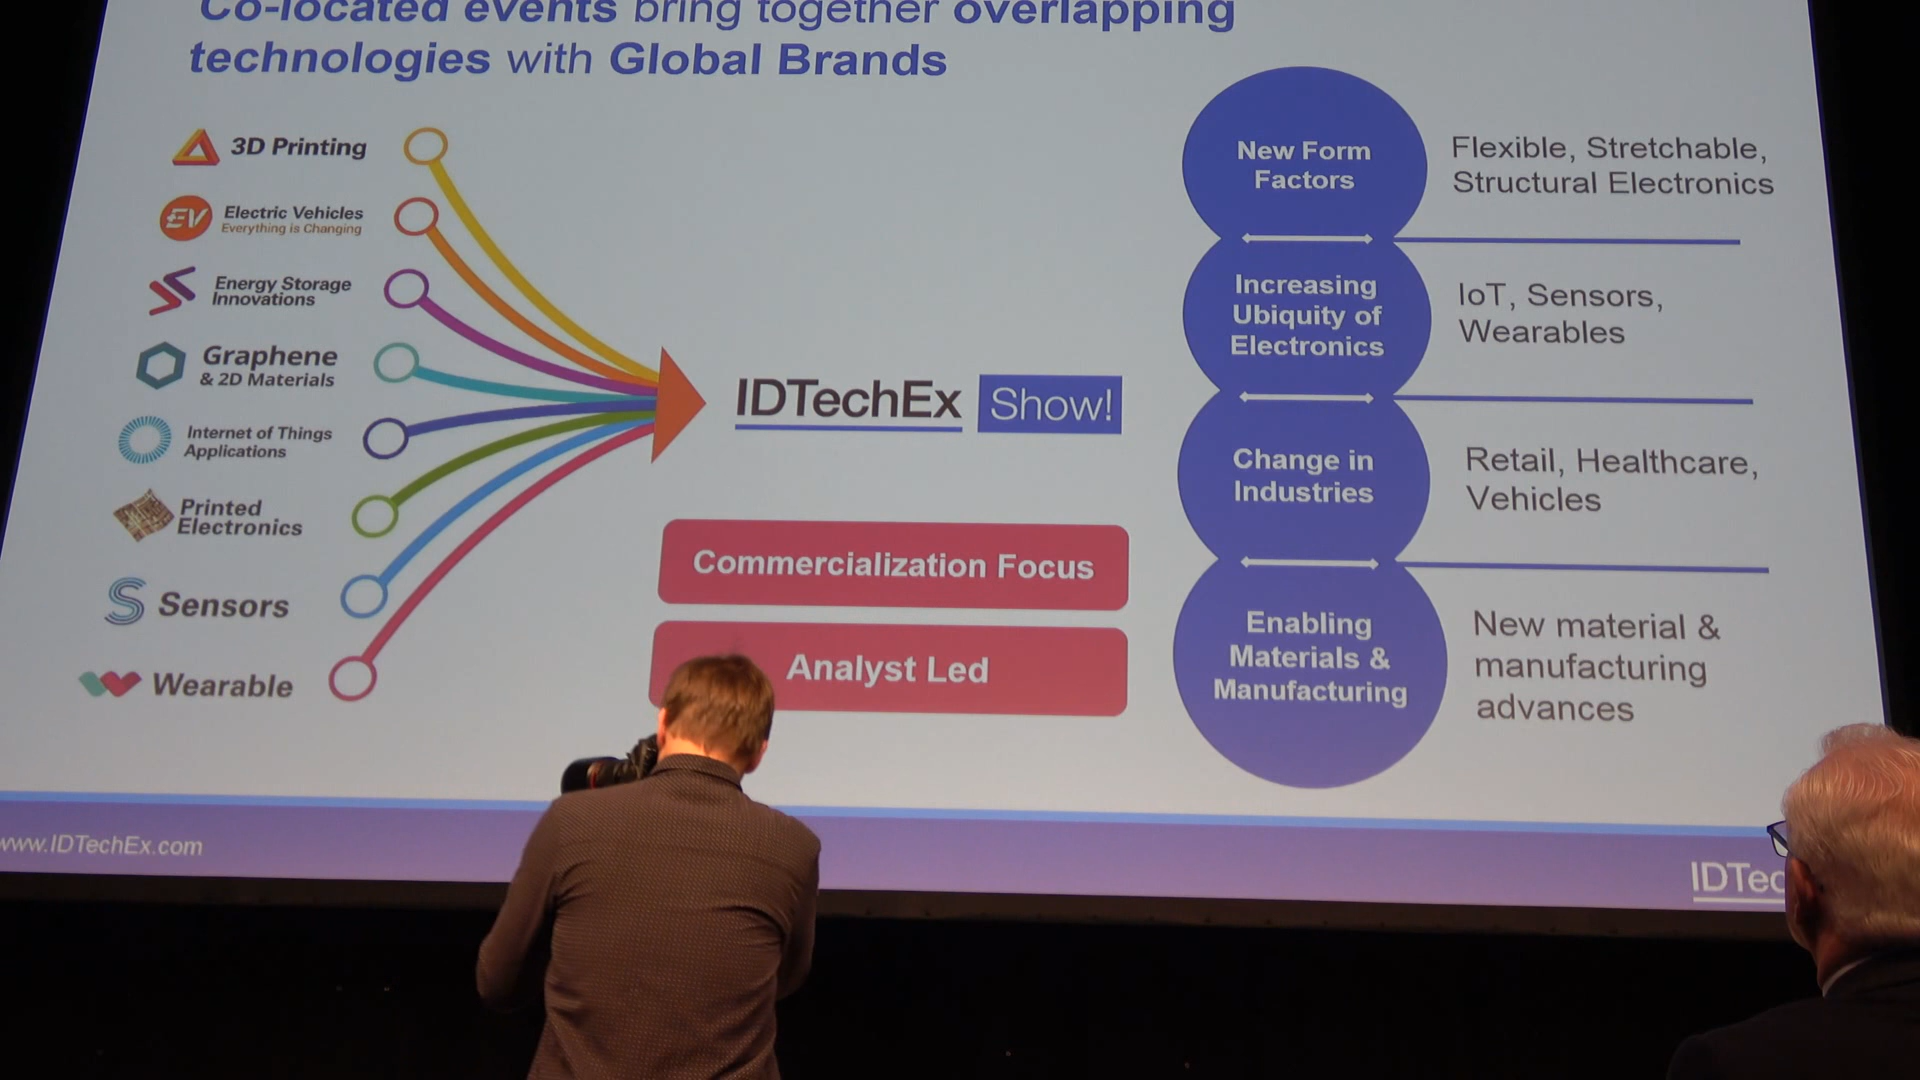 Co-located events bring together overlapping
technologies with Global Brands
3D Printing
EV
Electric Vehicles
Everything is Changing
Energy Storage
Innovations
Graphene
& 2D Materials
Internet of Things
Applications
Printed
Electronics
Sensors
Wearable
IDTechEx Show!
Commercialization Focus
Analyst Led
New Form
Factors
Flexible, Stretchable,
Structural Electronics
Increasing
Ubiquity of
Electronics
IoT, Sensors,
Wearables
Change in
Industries
Retail, Healthcare,
Vehicles
Enabling
Materials &
Manufacturing
New material &
manufacturing
advances
www.IDTechEx.com
IDTec